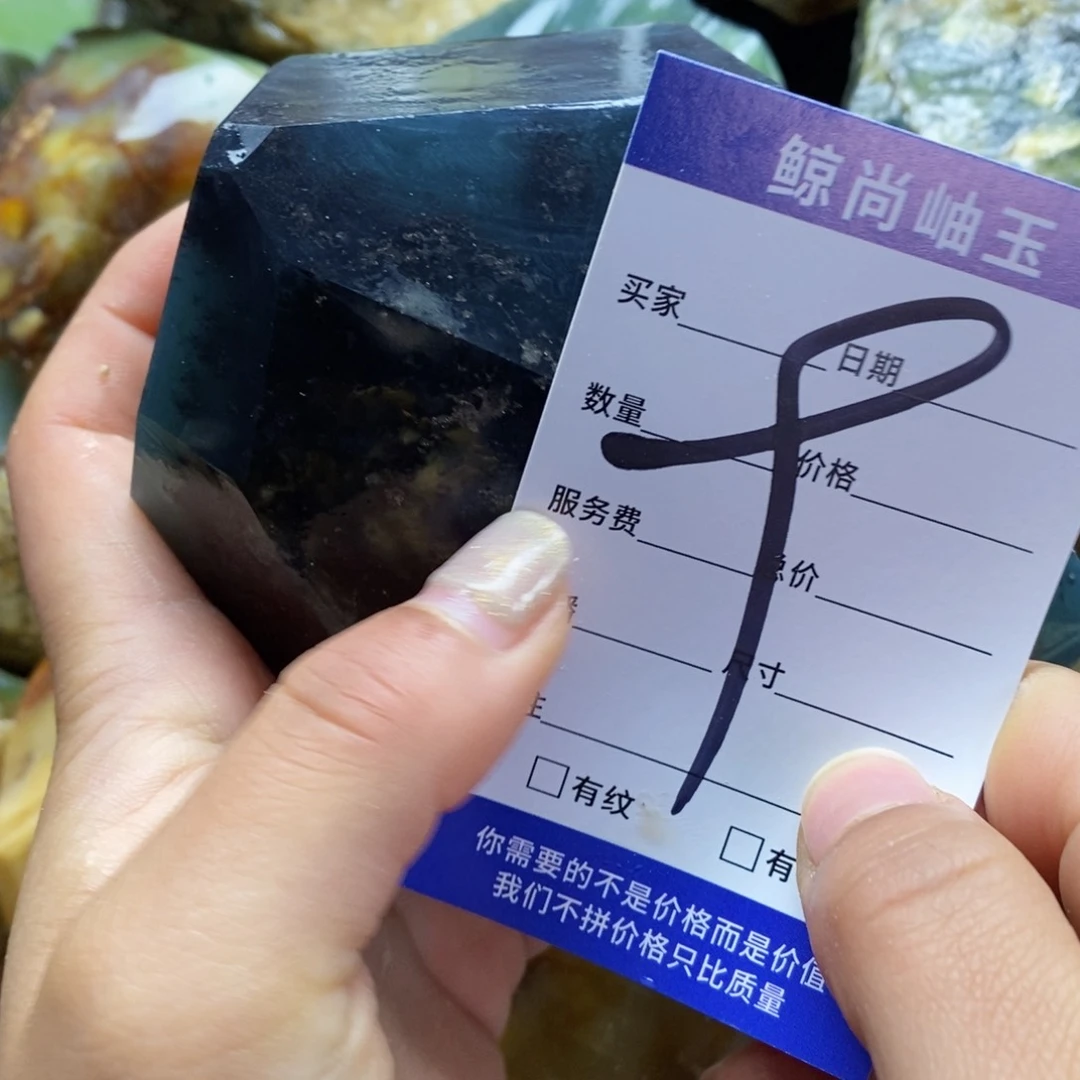 鲸尚岫玉
买家 日期
数量 价格
服务费 总价
尺寸
有纹 有
你需要的不是价格而是价值
我们不拼价格只比质量